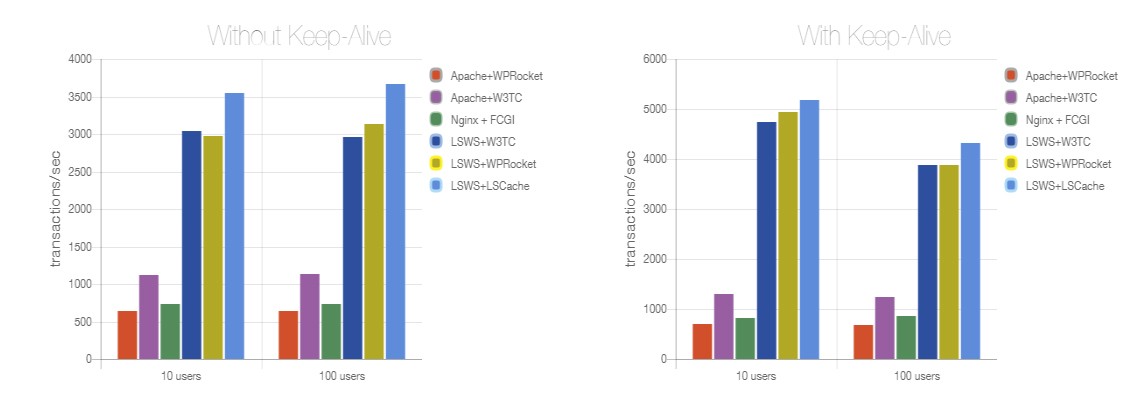 Without Keep-Alive
4000
3500
3000
2500
2000
1500
1000
500
0
transactions/sec
10 users
100 users
Apache+WPRocket
Apache+W3TC
Nginx + FCGI
LSWS+W3TC
LSWS+WPRocket
LSWS+LSCache
With Keep-Alive
6000
5000
4000
3000
2000
1000
0
transactions/sec
10 users
100 users
Apache+WPRocket
Apache+W3TC
Nginx + FCGI
LSWS+W3TC
LSWS+WPRocket
LSWS+LSCache